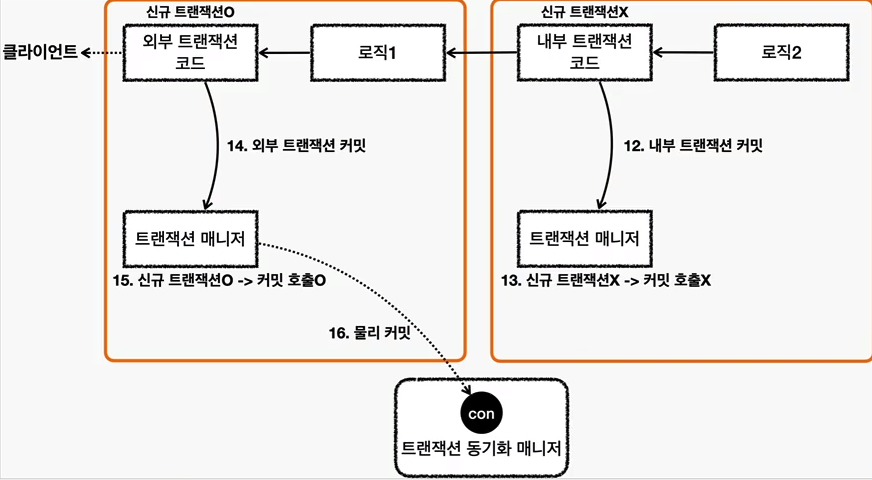 신규 트랜잭션O
신규 트랜잭션X
클라이언트
외부 트랜잭션
코드
로직1
내부 트랜잭션
코드
로직2
14. 외부 트랜잭션 커밋
12. 내부 트랜잭션 커밋
트랜잭션 매니저
트랜잭션 매니저
15. 신규 트랜잭션O -> 커밋 호출O
13. 신규 트랜잭션X -> 커밋 호출X
16. 물리 커밋
con
트랜잭션 동기화 매니저